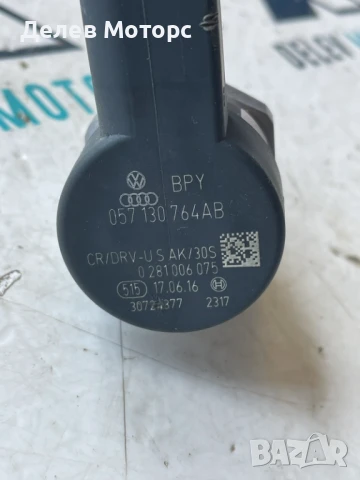 Делев Моторс
BPY
057 130 764AB
CR/DRV-U S AK/30S
0 281 006 075
515 17.06.16
30724377 2317
BAZAR